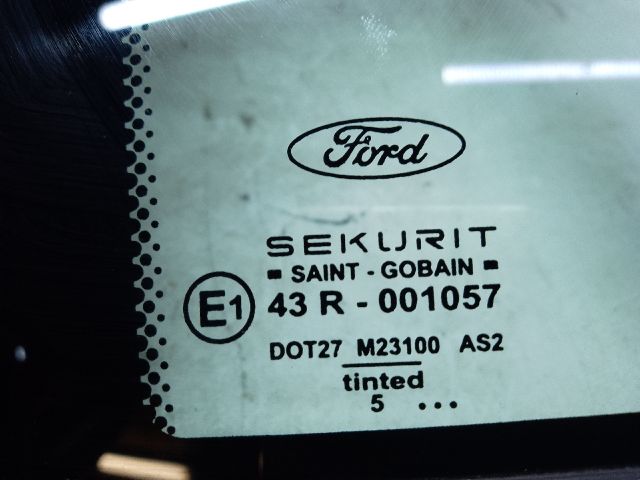 Ford
SEKURIT
SAINT - GOBAIN
E1 43 R - 001057
DOT27 M23100 AS2
tinted
5 ...